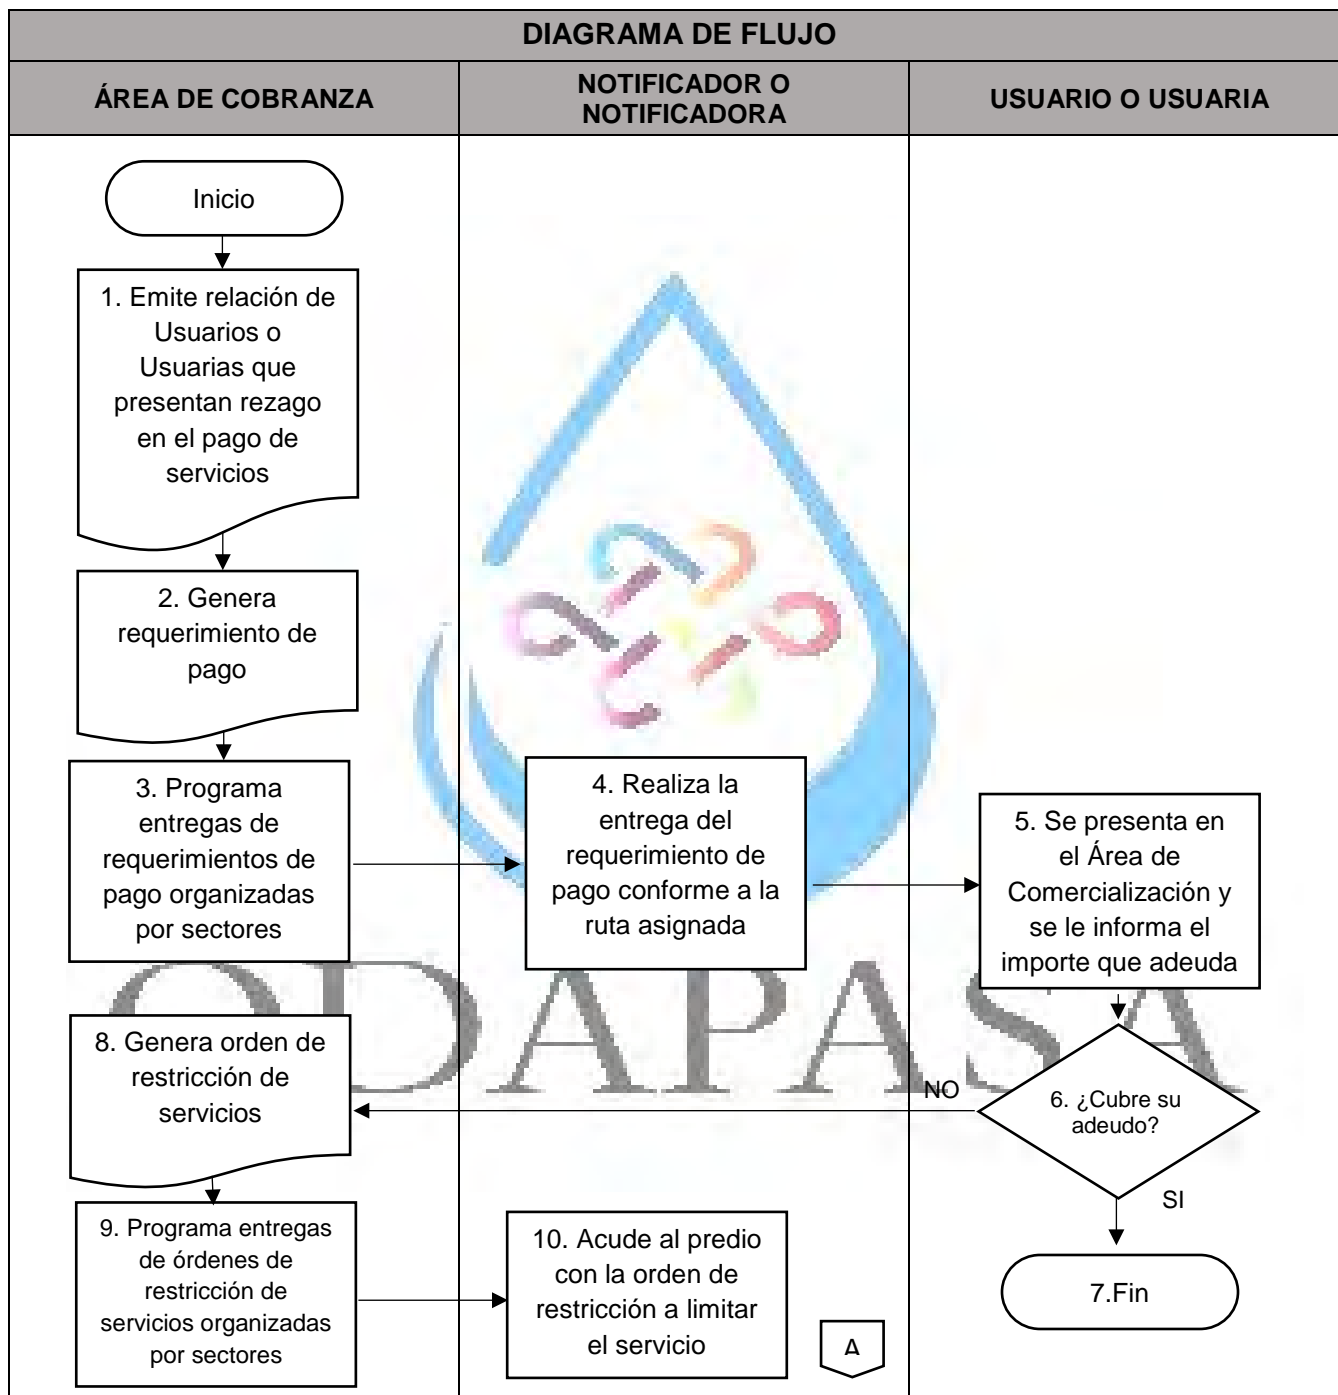 DIAGRAMA DE FLUJO
ÁREA DE COBRANZA
NOTIFICADOR O
NOTIFICADORA
USUARIO O USUARIA
Inicio
1. Emite relación de
Usuarios o
Usuarias que
presentan rezago
en el pago de
servicios
2. Genera
requerimiento de
pago
3. Programa
entregas de
requerimientos de
pago organizadas
por sectores
4. Realiza la
entrega del
requerimiento de
pago conforme a la
ruta asignada
5. Se presenta en
el Área de
Comercialización y
se le informa el
importe que adeuda
ODAPASA
6. ¿Cubre su
adeudo?
NO
SI
7.Fin
8. Genera orden de
restricción de
servicios
9. Programa entregas
de órdenes de
restricción de
servicios organizadas
por sectores
10. Acude al predio
con la orden de
restricción a limitar
el servicio
A